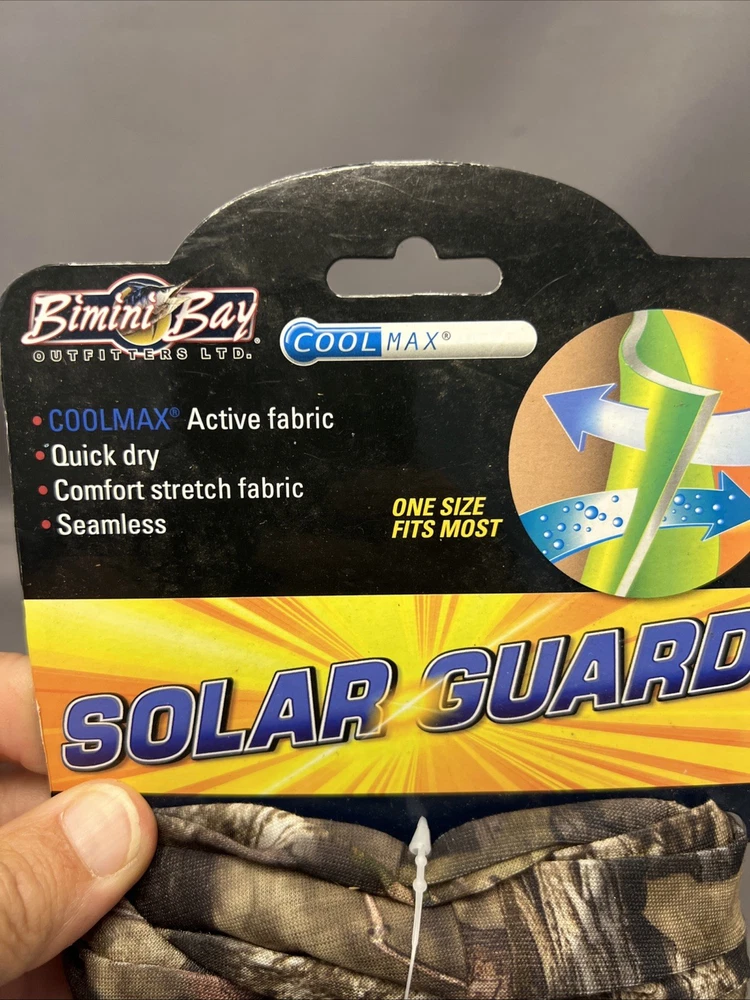 Bimini Bay
OUTFITTERS LTD.®
COOLMAX®
• COOLMAX® Active fabric
• Quick dry
• Comfort stretch fabric
• Seamless
ONE SIZE
FITS MOST
SOLAR GUARD